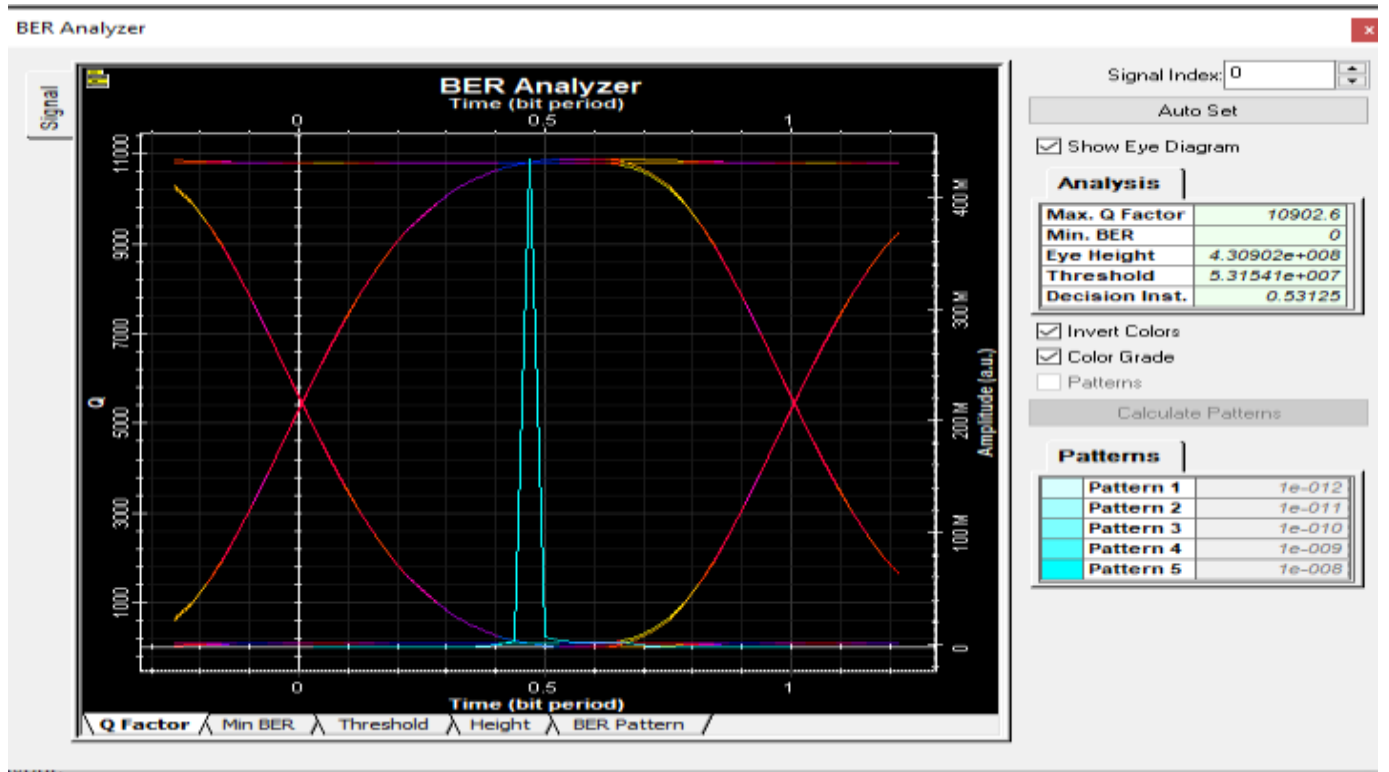 BER Analyzer
×
Signal
BER Analyzer
Time (bit period)
0 0.5 1
11000
9000
7000
5000
3000
1000
Q
400 M
300 M
200 M
100 M
0
Amplitude (a.u.)
0 0.5 1
Time (bit period)
Q Factor Min BER Threshold Height BER Pattern
Signal Index: 0
Auto Set
Show Eye Diagram
Analysis
Max. Q Factor 10902.6
Min. BER 0
Eye Height 4.30902e+008
Threshold 5.31541e+007
Decision Inst. 0.53125
Invert Colors
Color Grade
Patterns
Calculate Patterns
Patterns
Pattern 1 1e-012
Pattern 2 1e-011
Pattern 3 1e-010
Pattern 4 1e-009
Pattern 5 1e-008